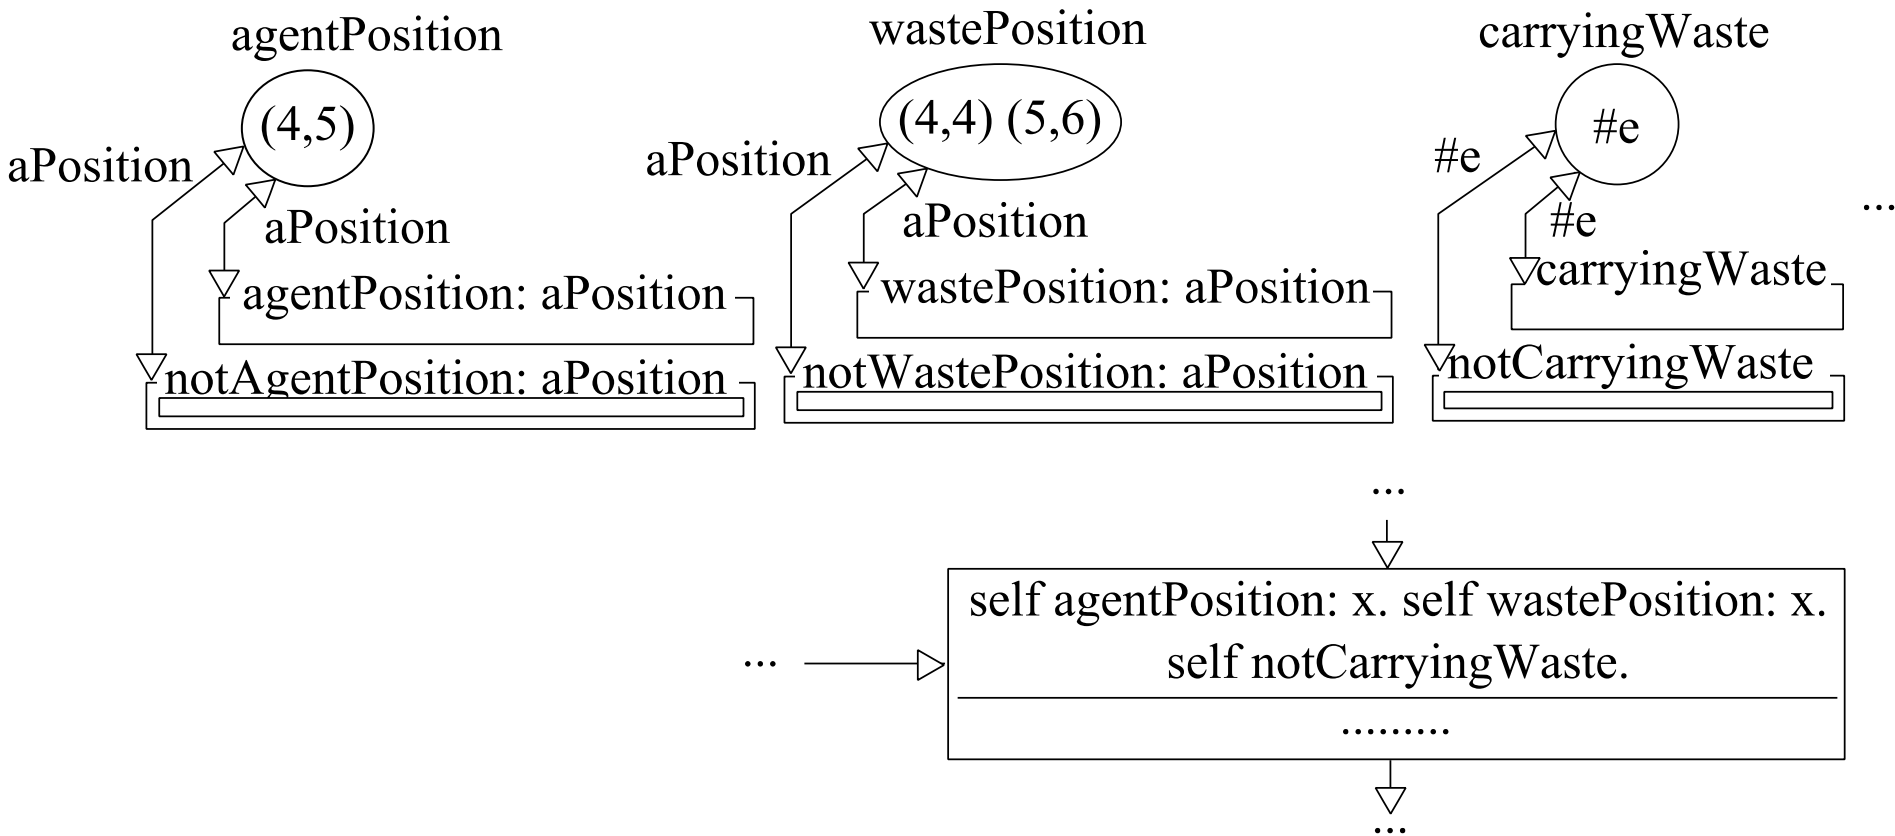 agentPosition
wastePosition
carryingWaste
(4,5)
(4,4) (5,6)
#e
aPosition
aPosition
#e
...
aPosition
aPosition
#e
agentPosition: aPosition
wastePosition: aPosition
carryingWaste
notAgentPosition: aPosition
notWastePosition: aPosition
notCarryingWaste
...
self agentPosition: x. self wastePosition: x.
self notCarryingWaste.
...
.........
...